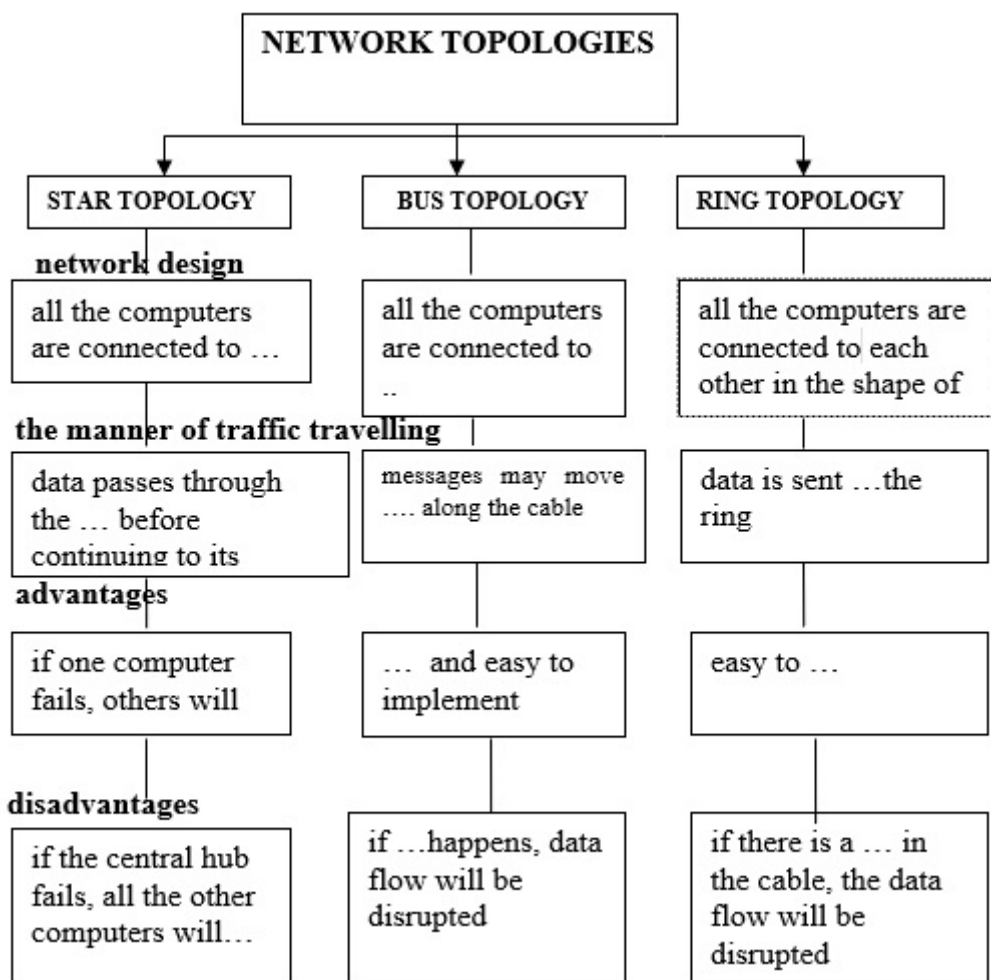 NETWORK TOPOLOGIES
STAR TOPOLOGY
BUS TOPOLOGY
RING TOPOLOGY
network design
all the computers
are connected to …
all the computers
are connected to
..
all the computers are
connected to each
other in the shape of
the manner of traffic travelling
data passes through
the … before
continuing to its
messages may move
…. along the cable
data is sent …the
ring
advantages
if one computer
fails, others will
… and easy to
implement
easy to …
disadvantages
if the central hub
fails, all the other
computers will…
if …happens, data
flow will be
disrupted
if there is a … in
the cable, the data
flow will be
disrupted